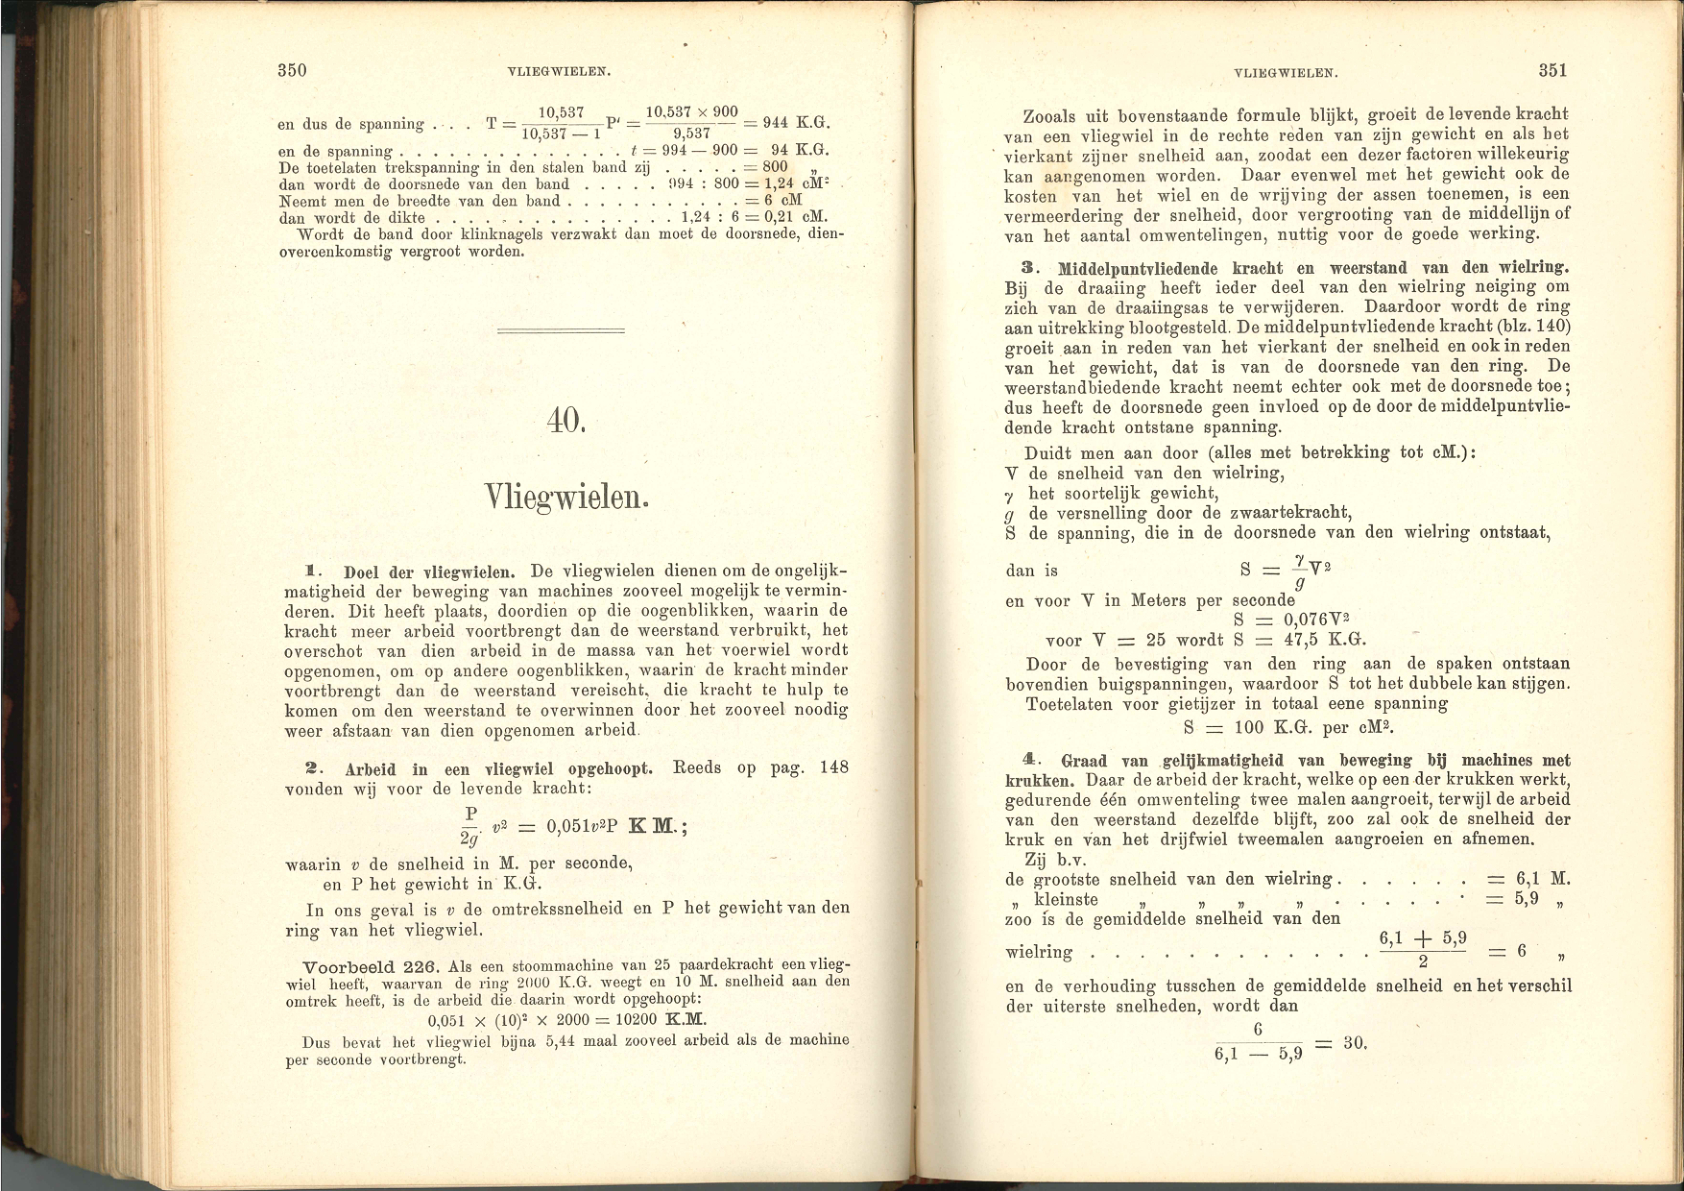 350 VLIEGWIELEN.
en dus de spanning . . . T = 10,537 / 10,537 — 1 P' = 10,537 × 900 / 9,537 = 944 K.G.
en de spanning . . . . . . . . . . . . . . t = 994 — 900 = 94 K.G.
De toetelaten trekspanning in den stalen band zij . . . . . = 800 „
dan wordt de doorsnede van den band . . . . . 994 : 800 = 1,24 cM²
Neemt men de breedte van den band . . . . . . . . . . . = 6 cM
dan wordt de dikte . . . . . . . . . . . . . . . 1,24 : 6 = 0,21 cM.
Wordt de band door klinknagels verzwakt dan moet de doorsnede, dien-
overeenkomstig vergroot worden.
40.
Vliegwielen.
1. Doel der vliegwielen. De vliegwielen dienen om de ongelijk-
matigheid der beweging van machines zooveel mogelijk te vermin-
deren. Dit heeft plaats, doordien op die oogenblikken, waarin de
kracht meer arbeid voortbrengt dan de weerstand verbruikt, het
overschot van dien arbeid in de massa van het voerwiel wordt
opgenomen, om op andere oogenblikken, waarin de kracht minder
voortbrengt dan de weerstand vereischt, die kracht te hulp te
komen om den weerstand te overwinnen door het zooveel noodig
weer afstaan van dien opgenomen arbeid.
2. Arbeid in een vliegwiel opgehoopt. Reeds op pag. 148
vonden wij voor de levende kracht:
P / 2g . v² = 0,051v²P KM.;
waarin v de snelheid in M. per seconde,
en P het gewicht in K.G.
In ons geval is v de omtrekssnelheid en P het gewicht van den
ring van het vliegwiel.
Voorbeeld 226. Als een stoommachine van 25 paardekracht een vlieg-
wiel heeft, waarvan de ring 2000 K.G. weegt en 10 M. snelheid aan den
omtrek heeft, is de arbeid die daarin wordt opgehoopt:
0,051 × (10)² × 2000 = 10200 K.M.
Dus bevat het vliegwiel bijna 5,44 maal zooveel arbeid als de machine
per seconde voortbrengt.
VLIEGWIELEN. 351
Zooals uit bovenstaande formule blijkt, groeit de levende kracht
van een vliegwiel in de rechte reden van zijn gewicht en als het
vierkant zijner snelheid aan, zoodat een dezer factoren willekeurig
kan aangenomen worden. Daar evenwel met het gewicht ook de
kosten van het wiel en de wrijving der assen toenemen, is een
vermeerdering der snelheid, door vergrooting van de middellijn of
van het aantal omwentelingen, nuttig voor de goede werking.
3. Middelpuntvliedende kracht en weerstand van den wielring.
Bij de draaiing heeft ieder deel van den wielring neiging om
zich van de draaiingsas te verwijderen. Daardoor wordt de ring
aan uitrekking blootgesteld. De middelpuntvliedende kracht (blz. 140)
groeit aan in reden van het vierkant der snelheid en ook in reden
van het gewicht, dat is van de doorsnede van den ring. De
weerstandbiedende kracht neemt echter ook met de doorsnede toe;
dus heeft de doorsnede geen invloed op de door de middelpuntvlie-
dende kracht ontstane spanning.
Duidt men aan door (alles met betrekking tot cM.):
V de snelheid van den wielring,
γ het soortelijk gewicht,
g de versnelling door de zwaartekracht,
S de spanning, die in de doorsnede van den wielring ontstaat,
dan is S = γ / g V²
en voor V in Meters per seconde
S = 0,076V²
voor V = 25 wordt S = 47,5 K.G.
Door de bevestiging van den ring aan de spaken ontstaan
bovendien buigspanningen, waardoor S tot het dubbele kan stijgen.
Toetelaten voor gietijzer in totaal eene spanning
S = 100 K.G. per cM².
4. Graad van gelijkmatigheid van beweging bij machines met
krukken. Daar de arbeid der kracht, welke op een der krukken werkt,
gedurende één omwenteling twee malen aangroeit, terwijl de arbeid
van den weerstand dezelfde blijft, zoo zal ook de snelheid der
kruk en van het drijfwiel tweemalen aangroeien en afnemen.
Zij b.v.
de grootste snelheid van den wielring . . . . . . = 6,1 M.
„ kleinste „ „ „ „ . . . . . . = 5,9 „
zoo is de gemiddelde snelheid van den
wielring . . . . . . . . . . . . 6,1 + 5,9 / 2 = 6 „
en de verhouding tusschen de gemiddelde snelheid en het verschil
der uiterste snelheden, wordt dan
6 / 6,1 — 5,9 = 30.